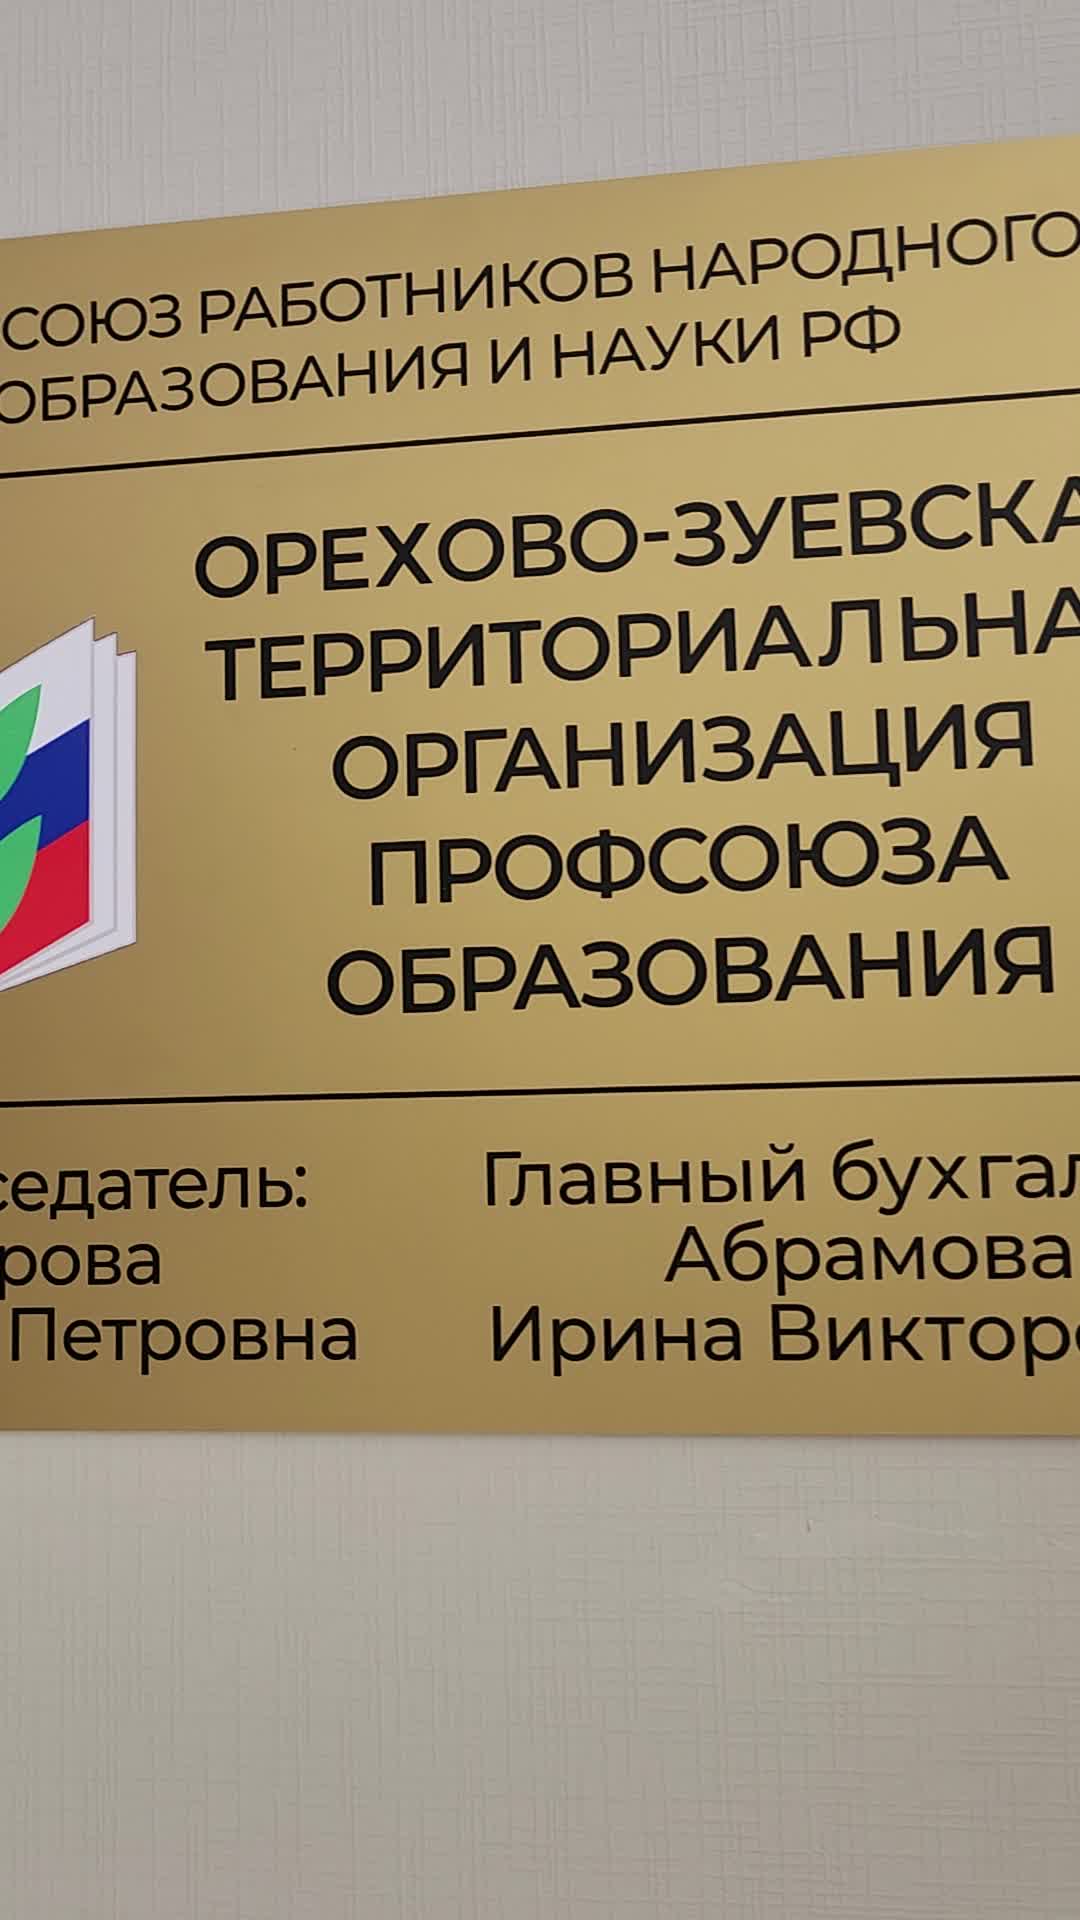 СОЮЗ РАБОТНИКОВ НАРОДНОГО
ОБРАЗОВАНИЯ И НАУКИ РФ
ОРЕХОВО-ЗУЕВСКА
ТЕРРИТОРИАЛЬНА
ОРГАНИЗАЦИЯ
ПРОФСОЮЗА
ОБРАЗОВАНИЯ
седатель:
рова
Петровна
Главный бухгал
Абрамова
Ирина Викторо